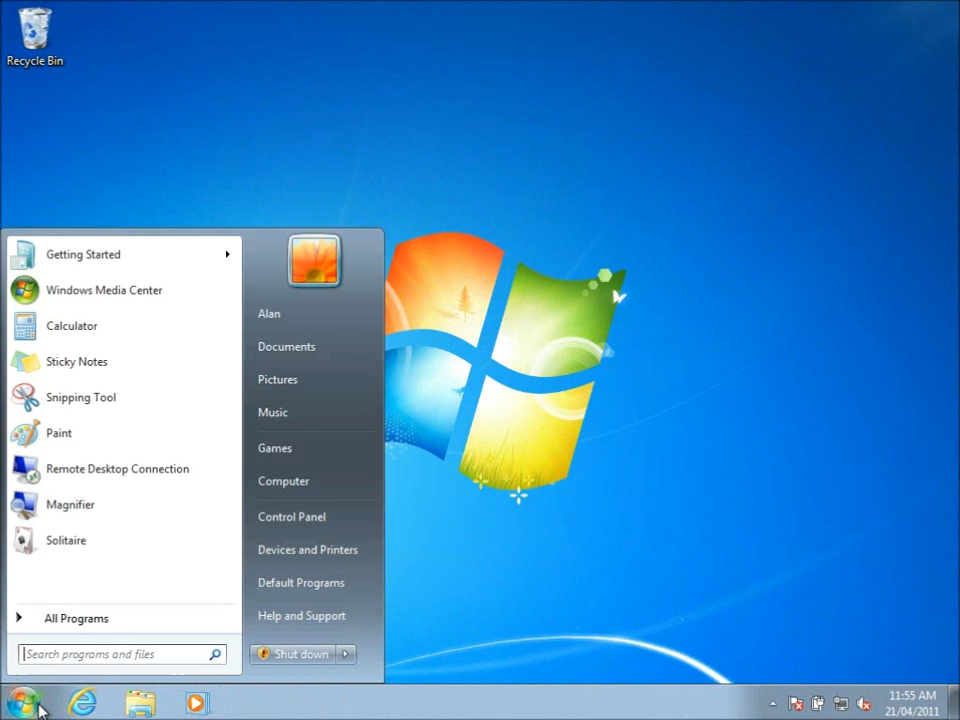 Recycle Bin
Getting Started
Windows Media Center
Calculator
Sticky Notes
Snipping Tool
Paint
Remote Desktop Connection
Magnifier
Solitaire
All Programs
Search programs and files
Alan
Documents
Pictures
Music
Games
Computer
Control Panel
Devices and Printers
Default Programs
Help and Support
Shut down
11:55 AM
21/04/2011